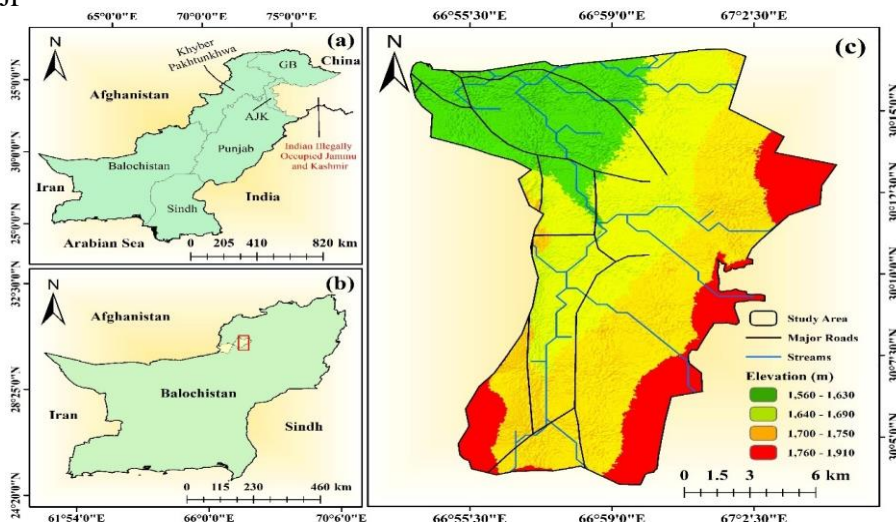 65°0'0"E 70°0'0"E 75°0'0"E
35°0'0"N
30°0'0"N
25°0'0"N
N
(a)
Khyber
Pakhtunkhwa
GB
China
Afghanistan
AJK
Indian Illegally
Occupied Jammu
and Kashmir
Punjab
Balochistan
Iran
India
Sindh
Arabian Sea
0 205 410 820 km
32°30'0"N
28°25'0"N
24°20'0"N
N
(b)
Afghanistan
Balochistan
Iran
Sindh
0 115 230 460 km
61°54'0"E 66°0'0"E 70°6'0"E
66°55'30"E 66°59'0"E 67°2'30"E
N
(c)
Study Area
Major Roads
Streams
Elevation (m)
1,560 - 1,630
1,640 - 1,690
1,700 - 1,750
1,760 - 1,910
0 1.5 3 6 km
66°55'30"E 66°59'0"E 67°2'30"E